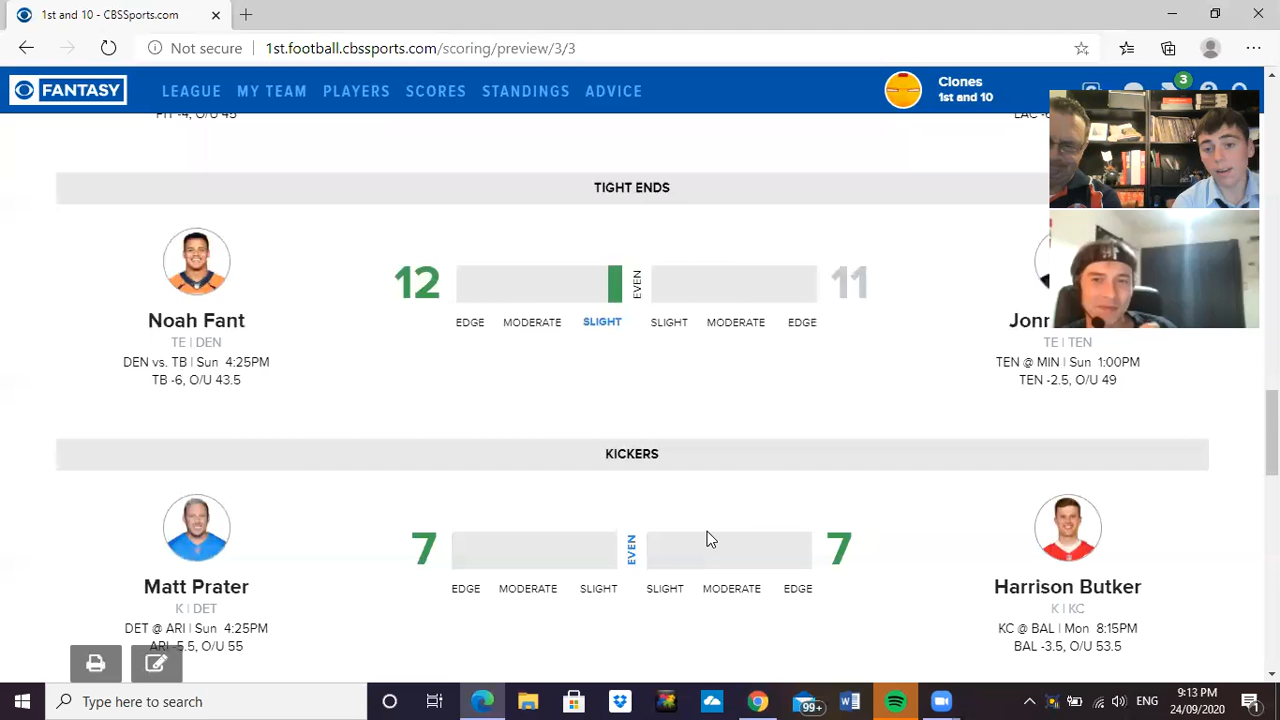 1st and 10 - CBSSports.com
Not secure
1st.football.cbssports.com/scoring/preview/3/3
FANTASY
LEAGUE MY TEAM PLAYERS SCORES STANDINGS ADVICE
Clones
1st and 10
3
PIT -4, O/U 45
TIGHT ENDS
12 EVEN 11
EDGE MODERATE SLIGHT SLIGHT MODERATE EDGE
Noah Fant
TE | DEN
DEN vs. TB | Sun 4:25PM
TB -6, O/U 43.5
TE | TEN
TEN @ MIN | Sun 1:00PM
TEN -2.5, O/U 49
KICKERS
7 EVEN 7
EDGE MODERATE SLIGHT SLIGHT MODERATE EDGE
Matt Prater
K | DET
DET @ ARI | Sun 4:25PM
ARI -5.5, O/U 55
Harrison Butker
K | KC
KC @ BAL | Mon 8:15PM
BAL -3.5, O/U 53.5
Type here to search
99+
ENG
9:13 PM
24/09/2020
1